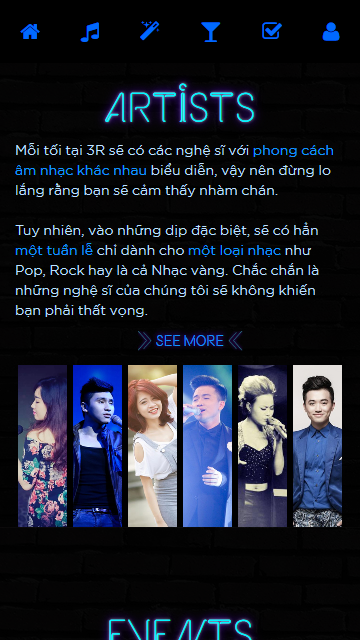 ARTISTS
Mỗi tối tại 3R sẽ có các nghệ sĩ với phong cách
âm nhạc khác nhau biểu diễn, vậy nên đừng lo
lắng rằng bạn sẽ cảm thấy nhàm chán.
Tuy nhiên, vào những dịp đặc biệt, sẽ có hẳn
một tuần lễ chỉ dành cho một loại nhạc như
Pop, Rock hay là cả Nhạc vàng. Chắc chắn là
những nghệ sĩ của chúng tôi sẽ không khiến
bạn phải thất vọng.
SEE MORE
EVENTS